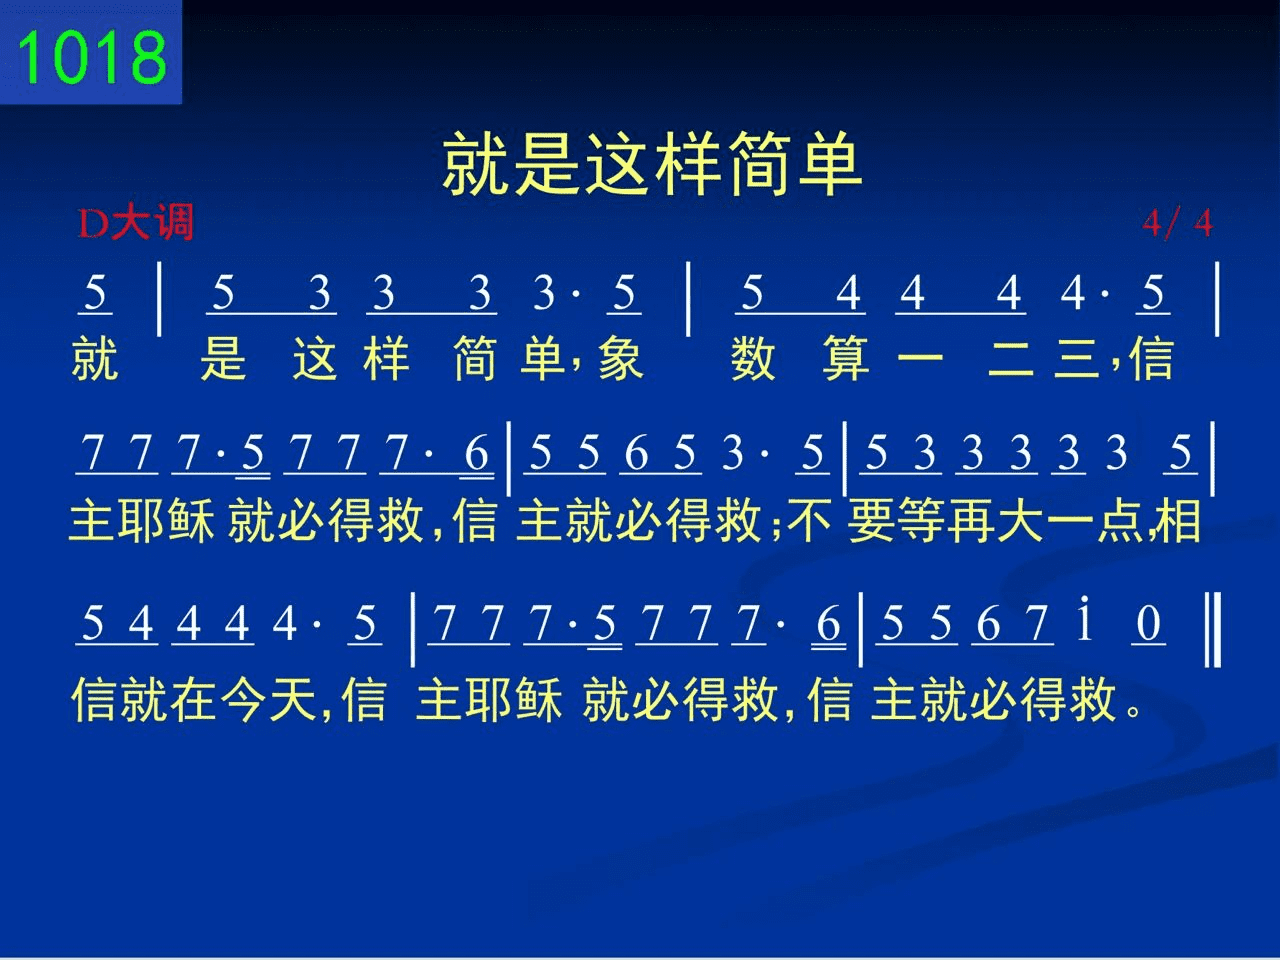 1018
就是这样简单
D大调 4/ 4
5 | 5 3 3 3 3· 5 | 5 4 4 4 4· 5 |
就 是 这 样 简 单，象 数 算 一 二 三，信
7 7 7·5 7 7 7· 6 | 5 5 6 5 3· 5 | 5 3 3 3 3 3 5 |
主耶稣 就必得救，信 主就必得救；不 要等再大一点，相
5 4 4 4 4· 5 | 7 7 7·5 7 7 7· 6 | 5 5 6 7 i 0 ‖
信就在今天，信 主耶稣 就必得救，信 主就必得救。